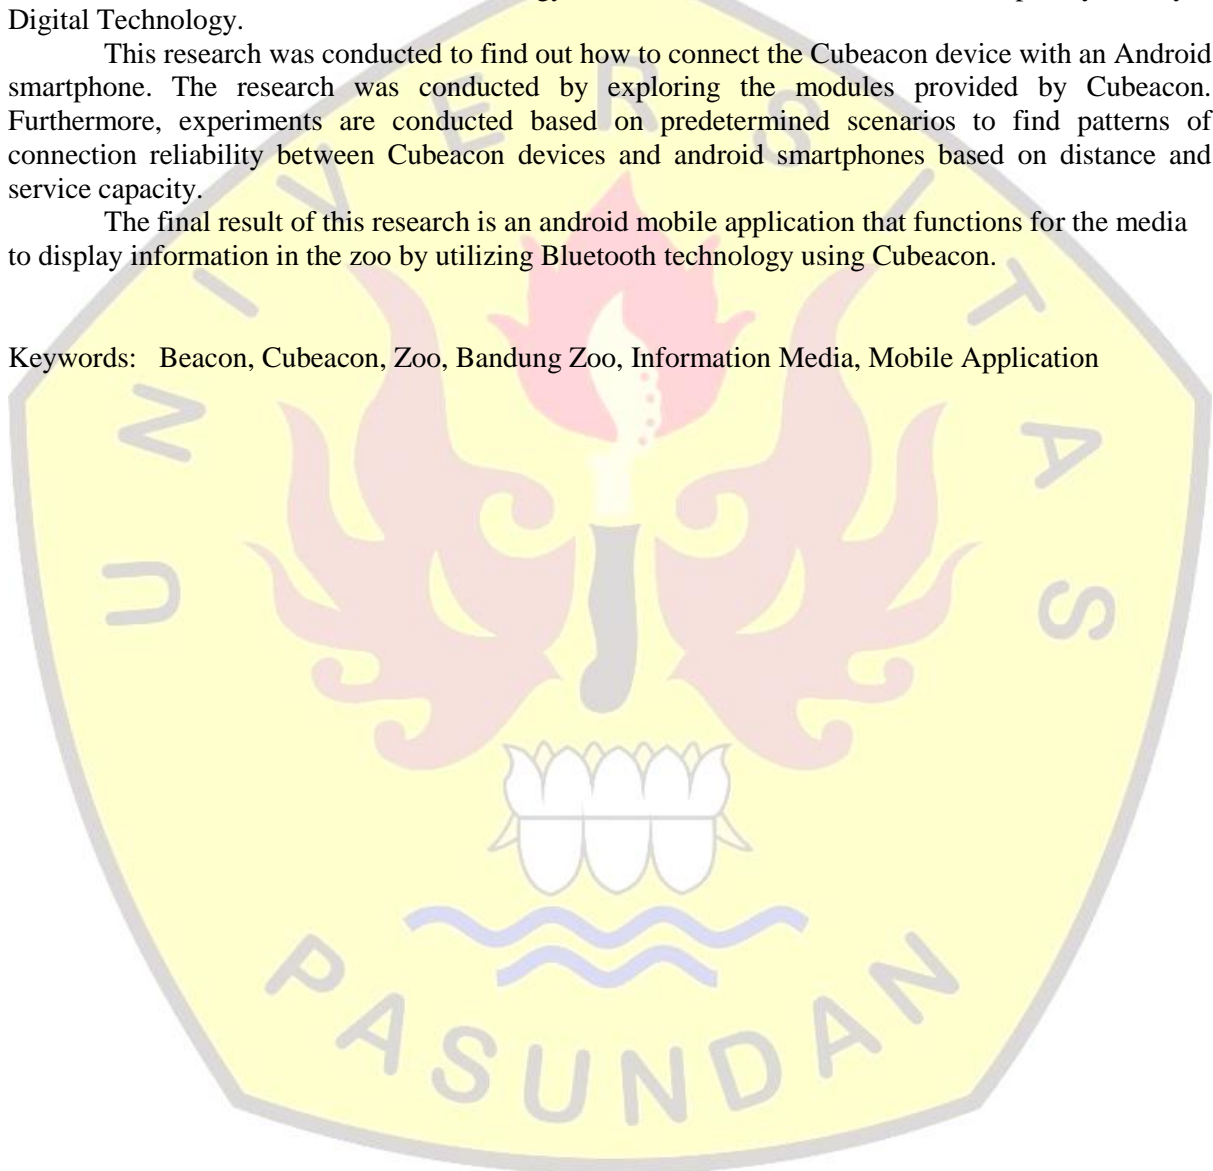 Digital Technology.
This research was conducted to find out how to connect the Cubeacon device with an Android
smartphone. The research was conducted by exploring the modules provided by Cubeacon.
Furthermore, experiments are conducted based on predetermined scenarios to find patterns of
connection reliability between Cubeacon devices and android smartphones based on distance and
service capacity.
The final result of this research is an android mobile application that functions for the media
to display information in the zoo by utilizing Bluetooth technology using Cubeacon.
Keywords: Beacon, Cubeacon, Zoo, Bandung Zoo, Information Media, Mobile Application
UNIVERSITAS
PASUNDAN